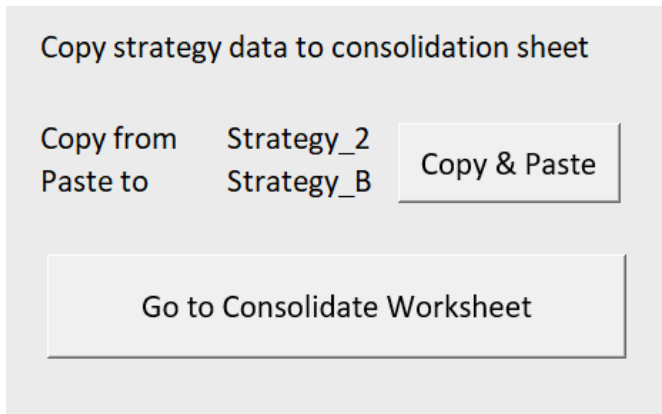 Copy strategy data to consolidation sheet
Copy from Strategy_2
Paste to Strategy_B
Copy & Paste
Go to Consolidate Worksheet